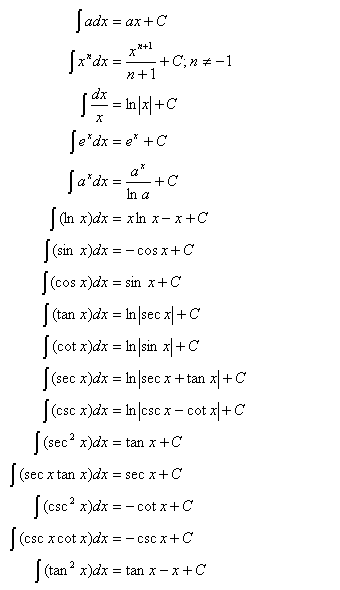 ∫adx = ax + C
∫xⁿdx = xⁿ⁺¹/(n+1) + C; n ≠ −1
∫dx/x = ln|x| + C
∫eˣdx = eˣ + C
∫aˣdx = aˣ/ln a + C
∫(ln x)dx = x ln x − x + C
∫(sin x)dx = − cos x + C
∫(cos x)dx = sin x + C
∫(tan x)dx = ln|sec x| + C
∫(cot x)dx = ln|sin x| + C
∫(sec x)dx = ln|sec x + tan x| + C
∫(csc x)dx = ln|csc x − cot x| + C
∫(sec² x)dx = tan x + C
∫(sec x tan x)dx = sec x + C
∫(csc² x)dx = − cot x + C
∫(csc x cot x)dx = − csc x + C
∫(tan² x)dx = tan x − x + C